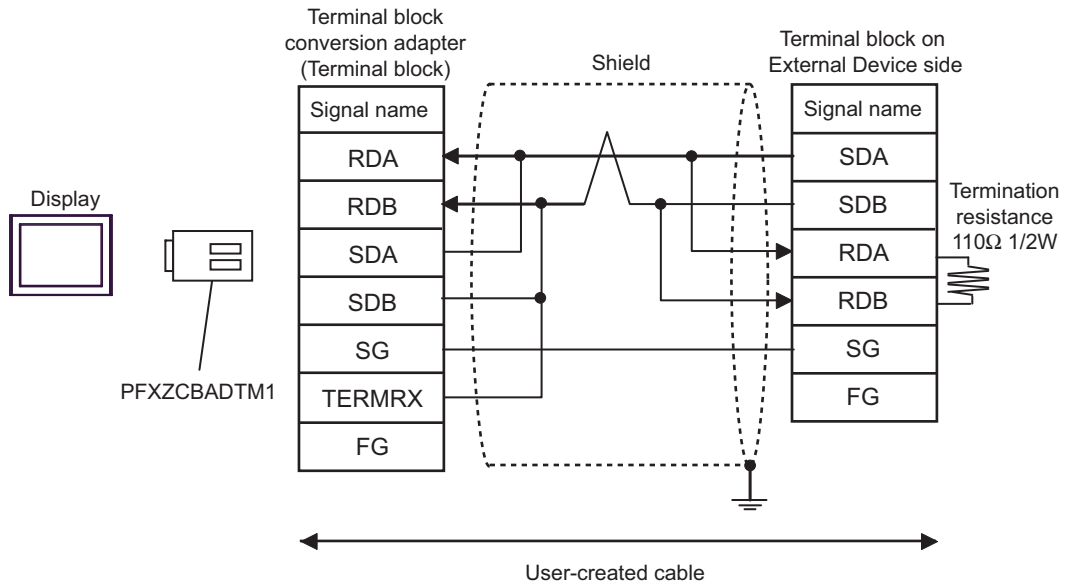 Terminal block
conversion adapter
(Terminal block)
Shield
Terminal block on
External Device side
Display
PFXZCBADTM1
Signal name
RDA
RDB
SDA
SDB
SG
TERMRX
FG
Signal name
SDA
SDB
RDA
RDB
SG
FG
Termination
resistance
110Ω 1/2W
User-created cable